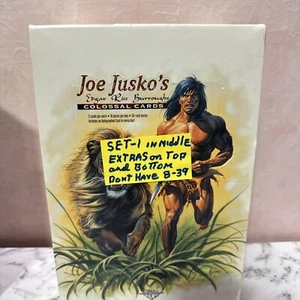 Joe Jusko's
Edgar Rice Burroughs
COLOSSAL CARDS
SET-1 IN MiDDLE
EXTRAS on Top
and BOTTOM
DONT HAVE 8-39